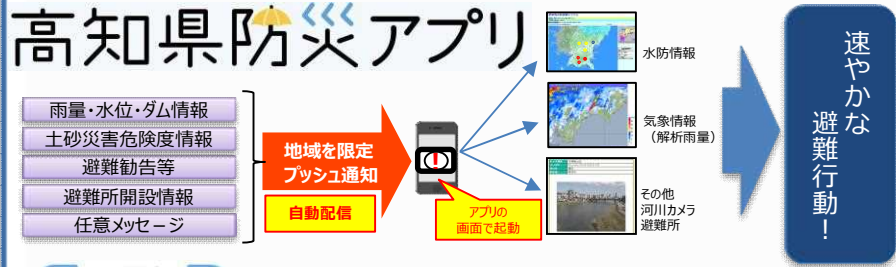 高知県防災アプリ
雨量・水位・ダム情報
土砂災害危険度情報
避難勧告等
避難所開設情報
任意メッセージ
地域を限定
プッシュ通知
自動配信
!
アプリの
画面で起動
水防情報
気象情報
(解析雨量)
その他
河川カメラ
避難所
速やかな
避難行動!